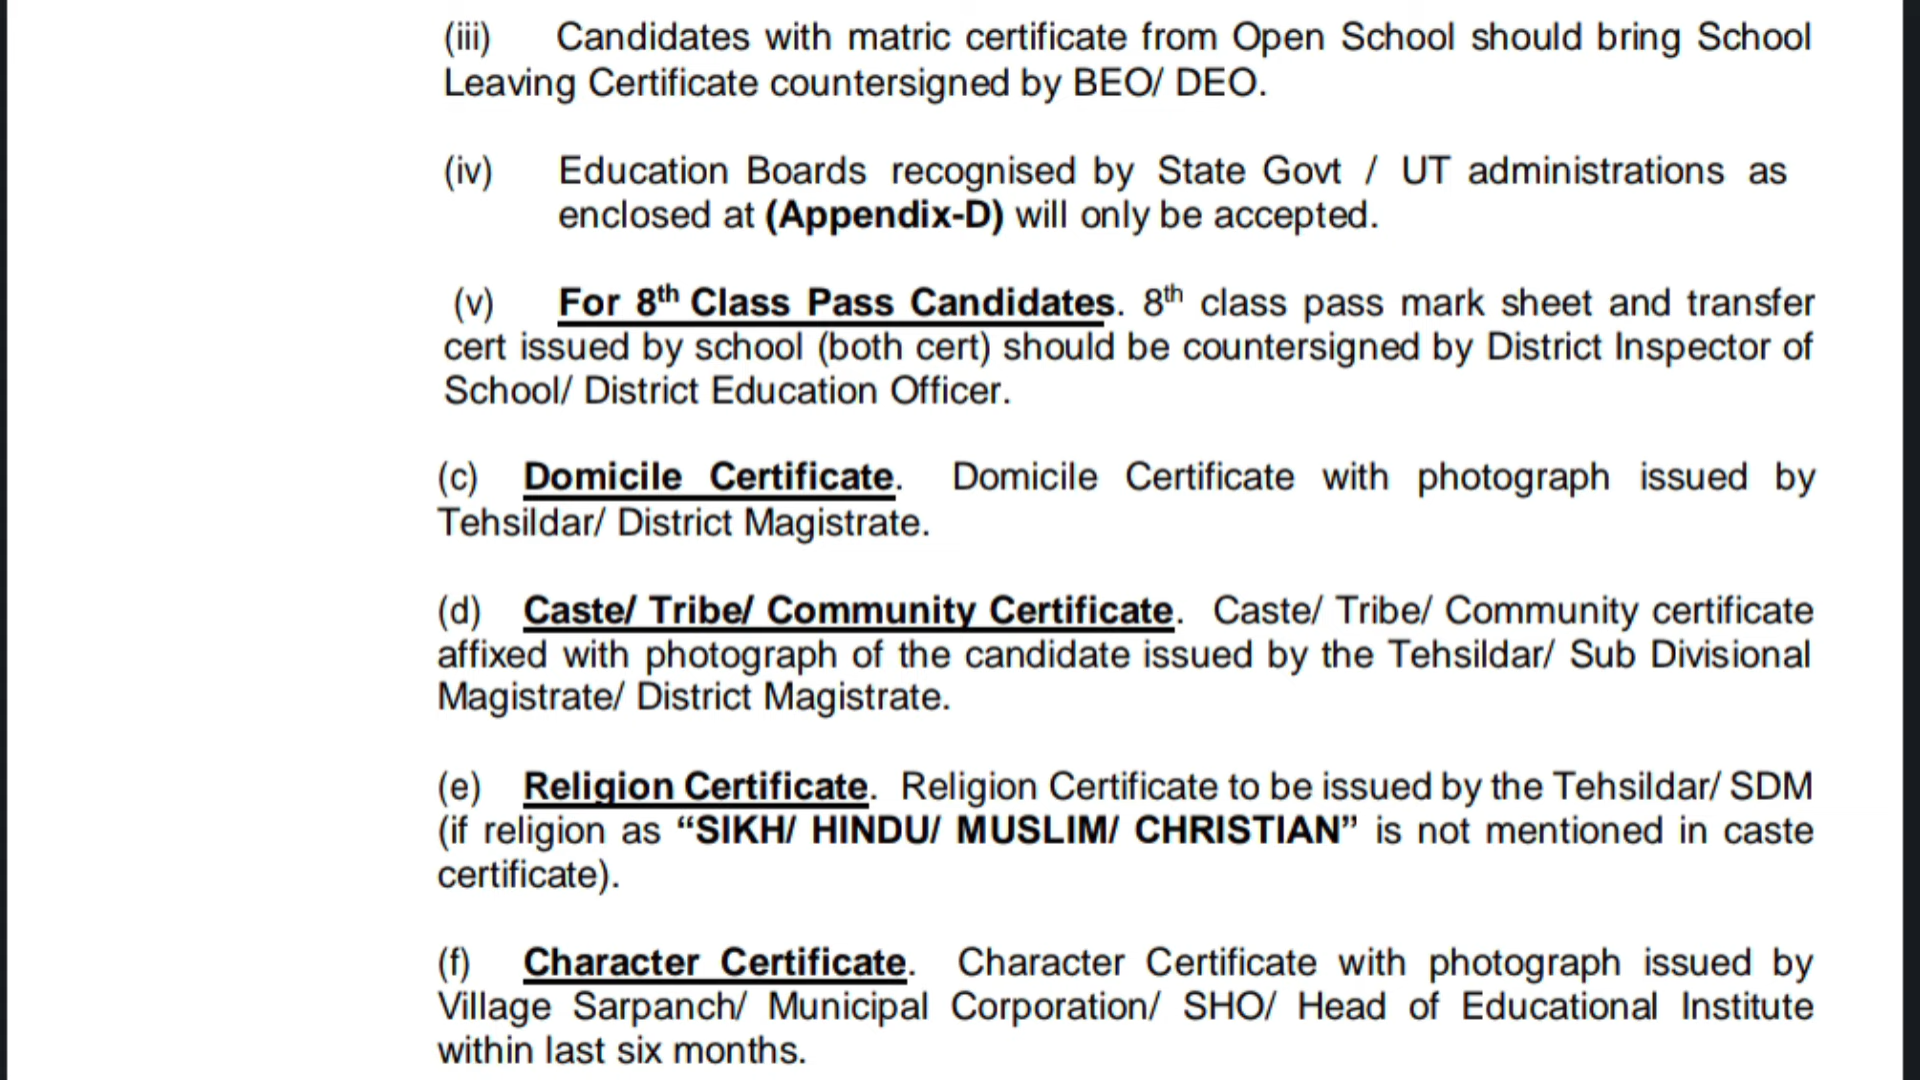 (iii) Candidates with matric certificate from Open School should bring School
Leaving Certificate countersigned by BEO/ DEO.
(iv) Education Boards recognised by State Govt / UT administrations as
enclosed at (Appendix-D) will only be accepted.
(v) For 8th Class Pass Candidates. 8th class pass mark sheet and transfer
cert issued by school (both cert) should be countersigned by District Inspector of
School/ District Education Officer.
(c) Domicile Certificate. Domicile Certificate with photograph issued by
Tehsildar/ District Magistrate.
(d) Caste/ Tribe/ Community Certificate. Caste/ Tribe/ Community certificate
affixed with photograph of the candidate issued by the Tehsildar/ Sub Divisional
Magistrate/ District Magistrate.
(e) Religion Certificate. Religion Certificate to be issued by the Tehsildar/ SDM
(if religion as “SIKH/ HINDU/ MUSLIM/ CHRISTIAN” is not mentioned in caste
certificate).
(f) Character Certificate. Character Certificate with photograph issued by
Village Sarpanch/ Municipal Corporation/ SHO/ Head of Educational Institute
within last six months.